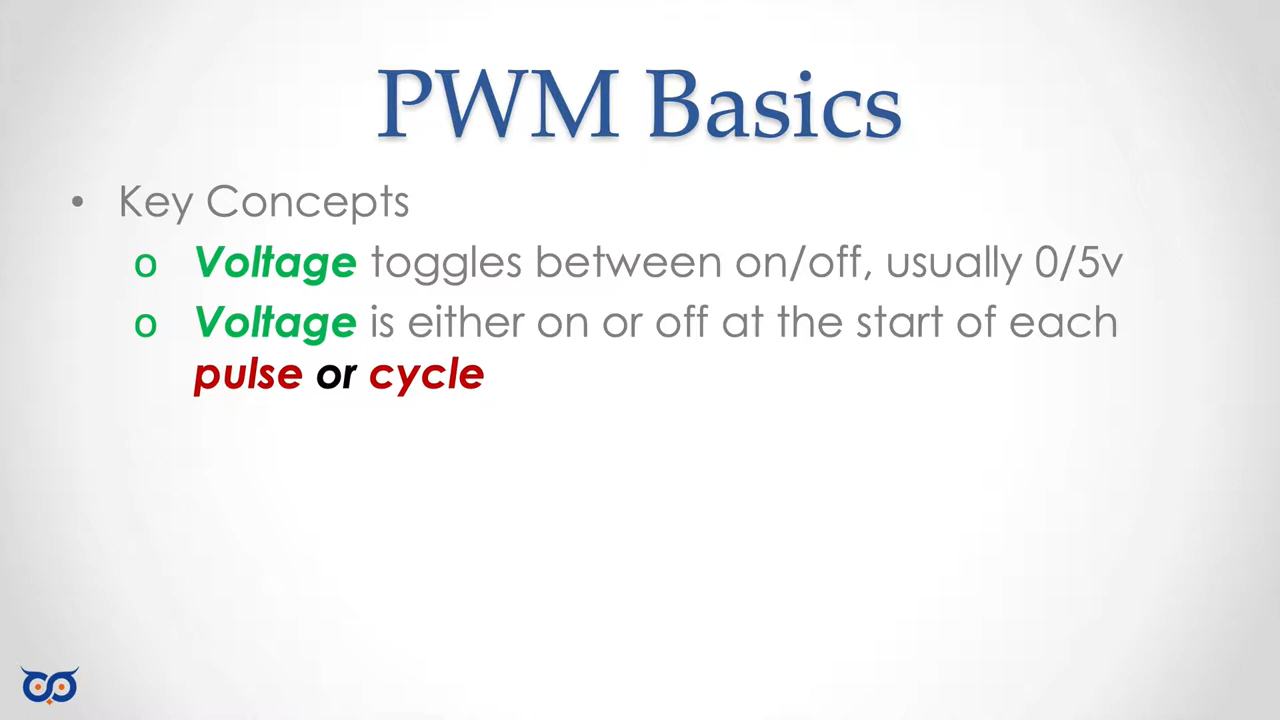 PWM Basics
• Key Concepts
o Voltage toggles between on/off, usually 0/5v
o Voltage is either on or off at the start of each
pulse or cycle